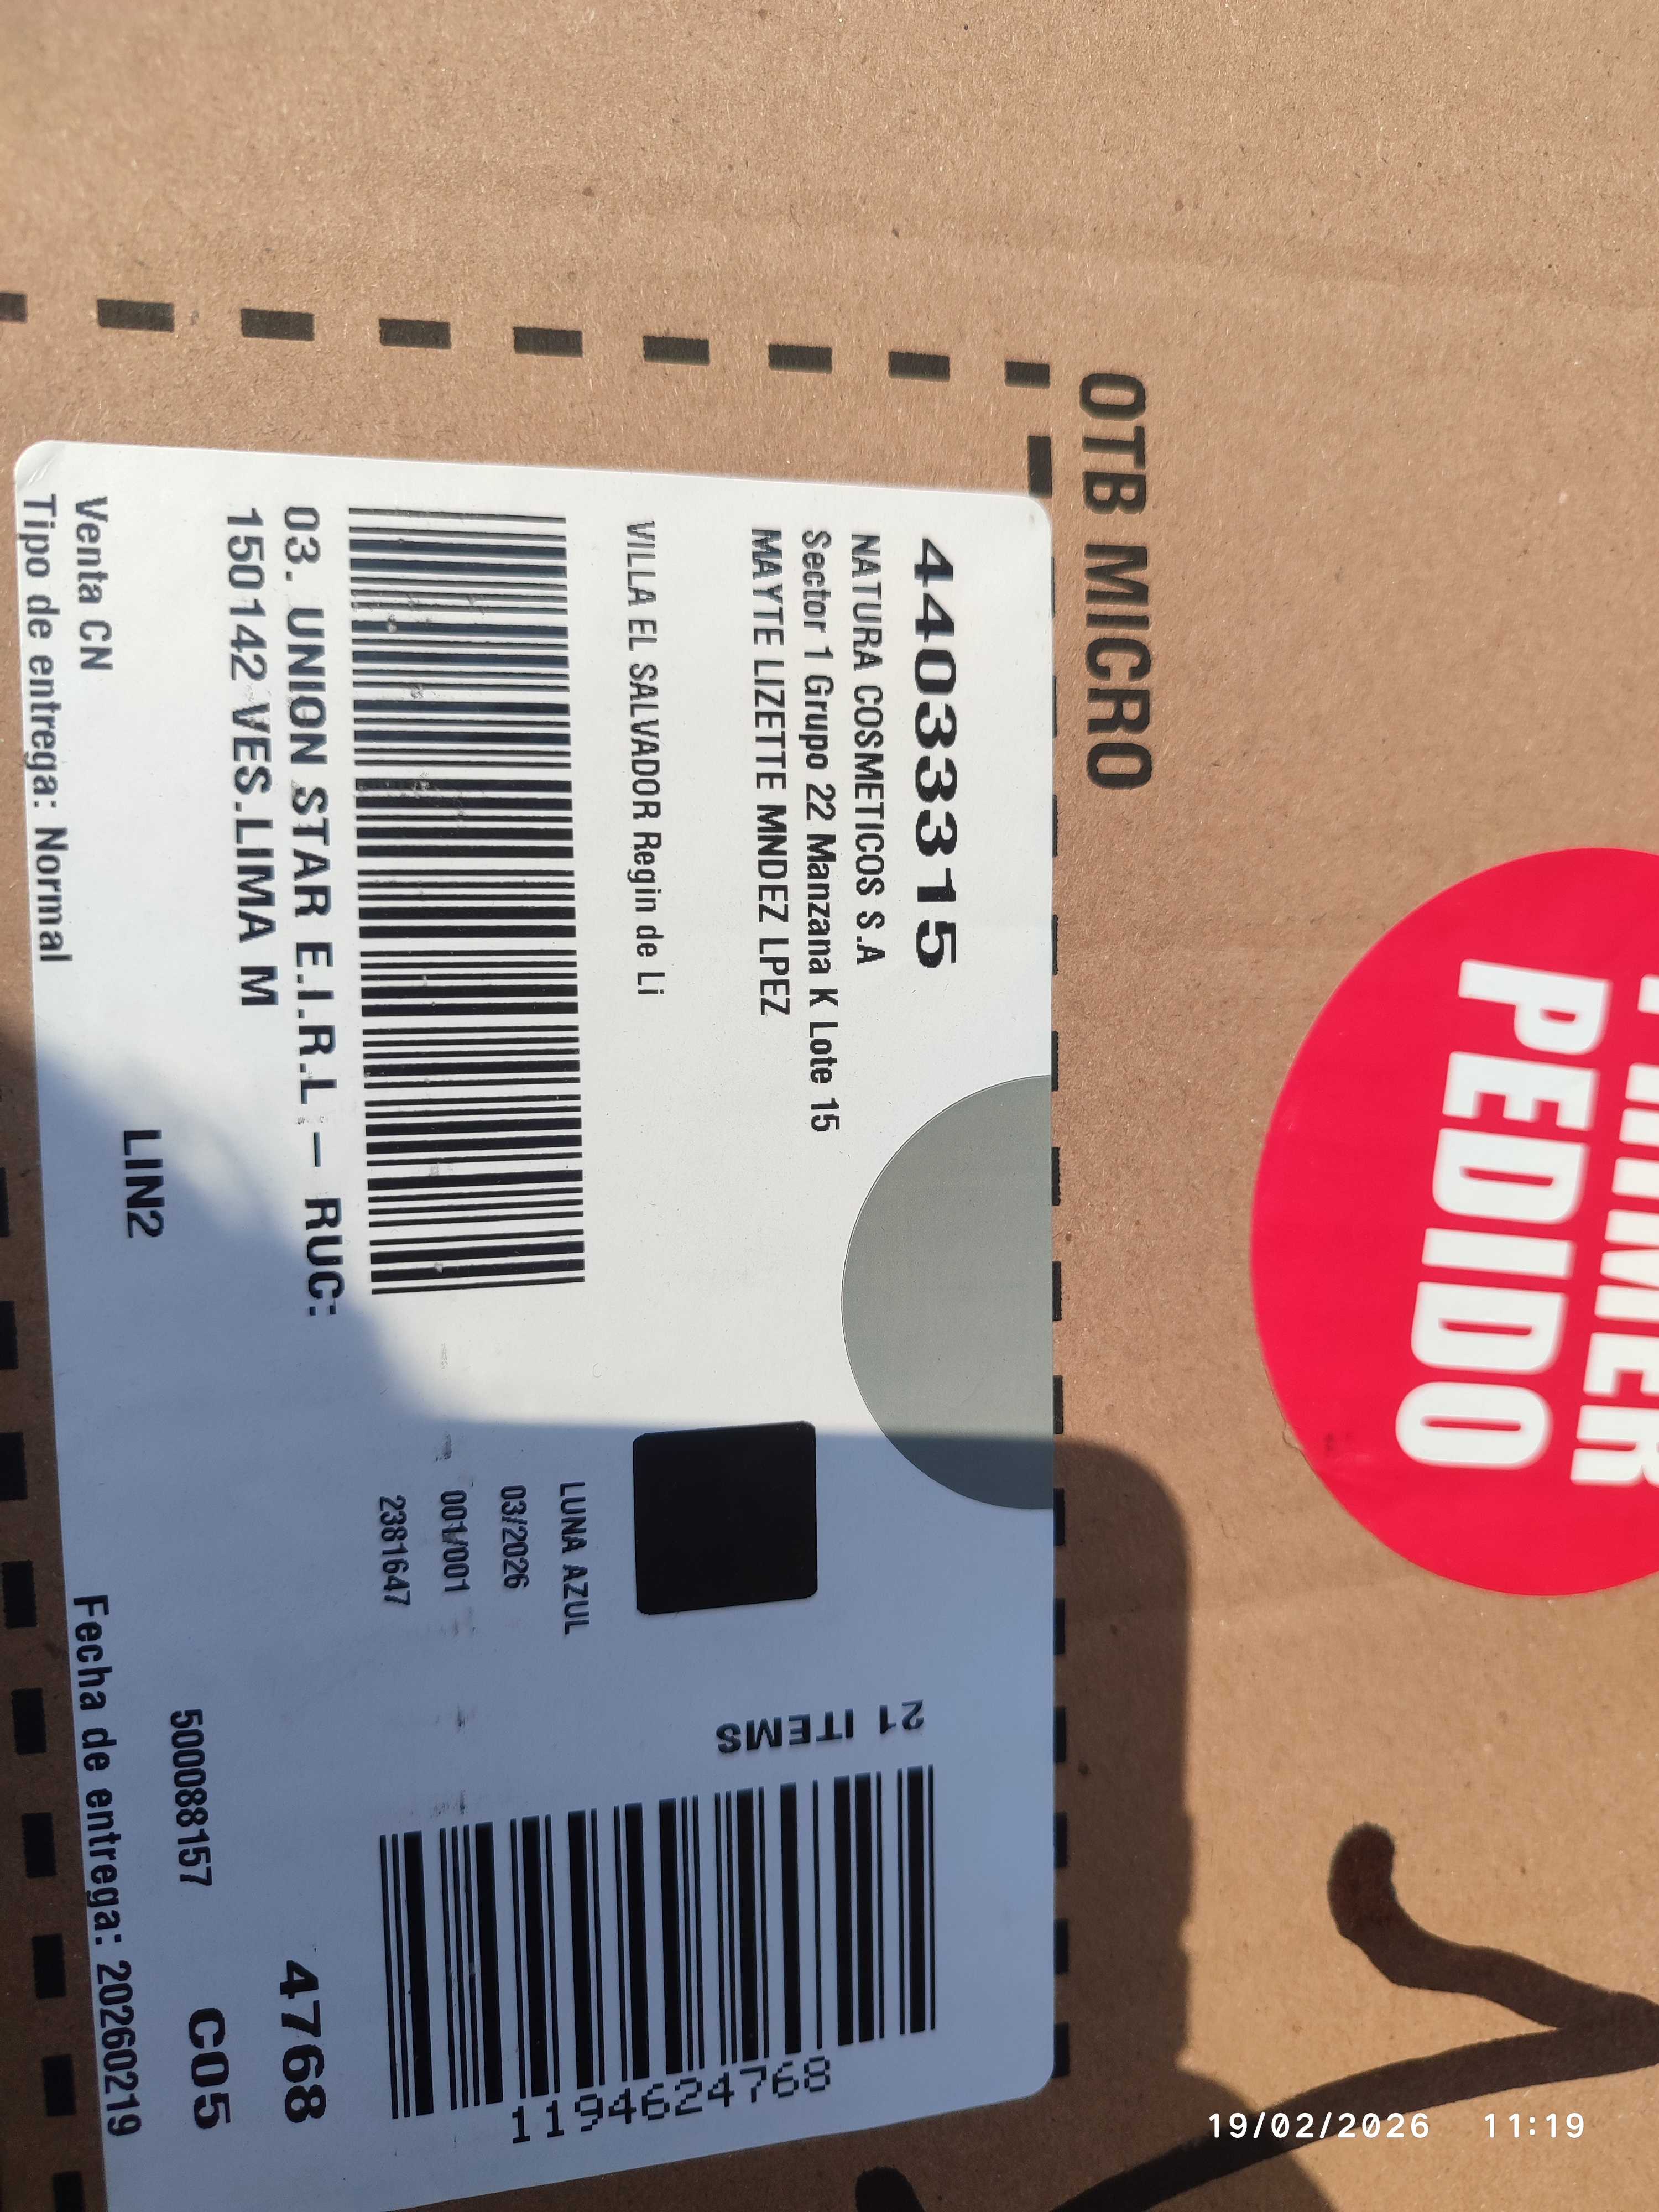 OTB MICRO
PRIMER
PEDIDO
44033315
NATURA COSMETICOS S.A
Sector 1 Grupo 22 Manzana K Lote 15
MAYTE LIZETTE MNDEZ LPEZ
VILLA EL SALVADOR Regin de Li
21 ITEMS
11194624768
LUNA AZUL
03/2026
001/001
2381647
03. UNION STAR E.I.R.L - RUC:
150142 VES.LIMA M
4768
LIN2
500088157
C05
Venta CN
Tipo de entrega: Normal
Fecha de entrega: 20260219
19/02/2026 11:19